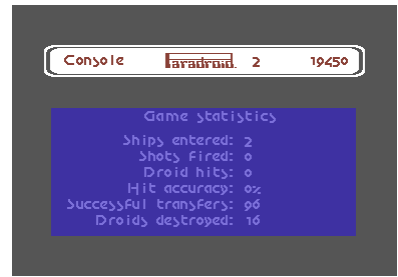 Console Paradroid. 2 19450
Game statistics
Ships entered: 2
Shots fired: 0
Droid hits: 0
Hit accuracy: 0%
Successful transfers: 96
Droids destroyed: 16